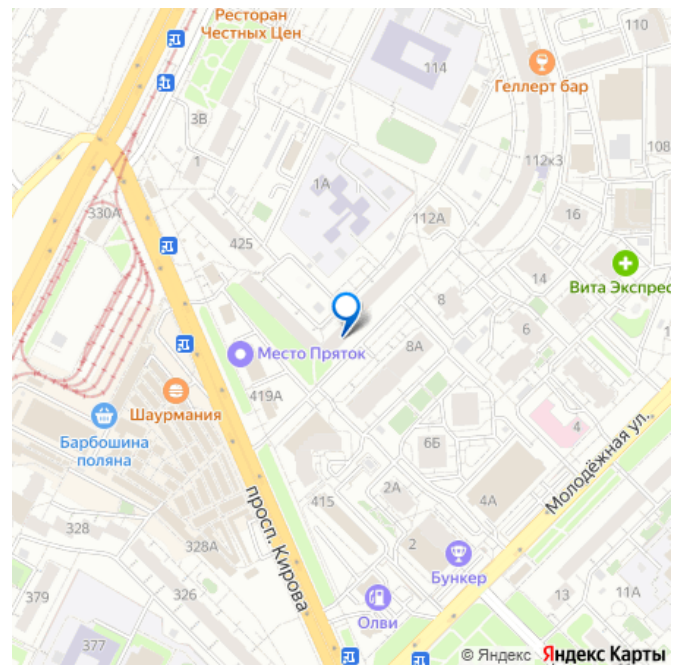 Ресторан
Честных Цен
110
114
Геллерт бар
3В
108
1
112к3
1А
330А
112А
16
425
14
Вита Экспрес
8
6
8А
Место Пряток
419А
Шаурмания
Барбошина
поляна
4
6Б
Молодёжная ул.
2А
415
4А
просп. Кирова
328
328А
2
Бункер
326
13
11А
379
Олви
377
© Яндекс Яндекс Карты